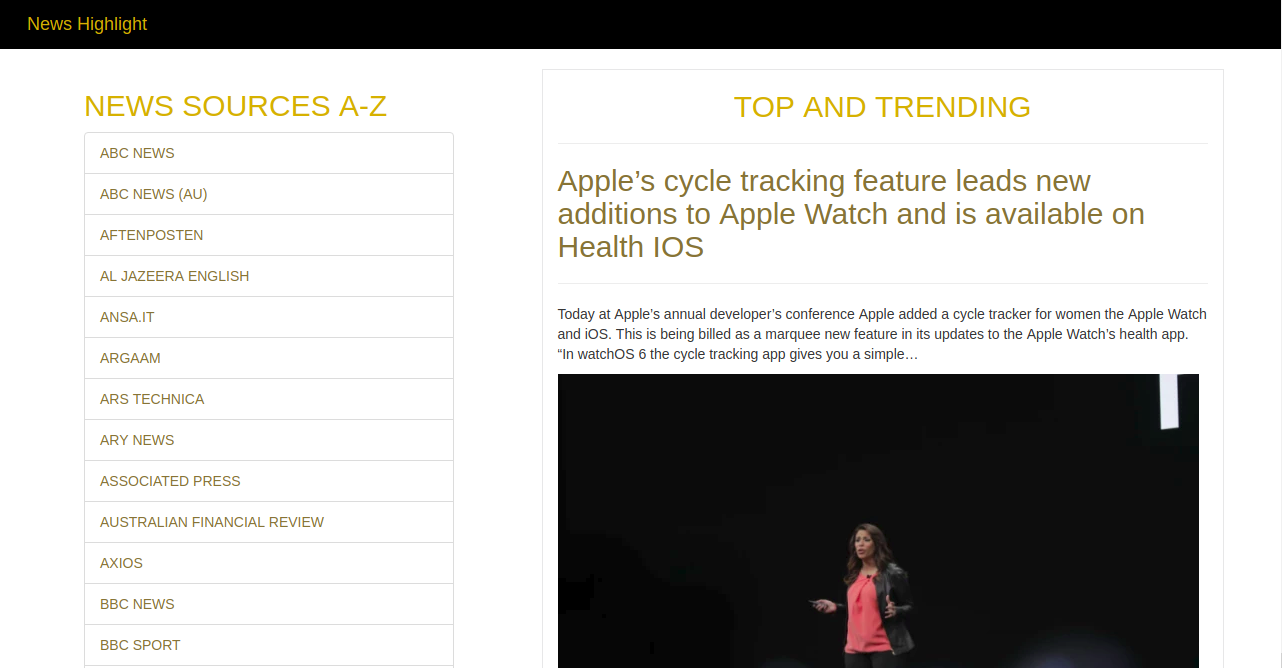 News Highlight
NEWS SOURCES A-Z
ABC NEWS
ABC NEWS (AU)
AFTENPOSTEN
AL JAZEERA ENGLISH
ANSA.IT
ARGAAM
ARS TECHNICA
ARY NEWS
ASSOCIATED PRESS
AUSTRALIAN FINANCIAL REVIEW
AXIOS
BBC NEWS
BBC SPORT
TOP AND TRENDING
Apple’s cycle tracking feature leads new
additions to Apple Watch and is available on
Health IOS
Today at Apple’s annual developer’s conference Apple added a cycle tracker for women the Apple Watch
and iOS. This is being billed as a marquee new feature in its updates to the Apple Watch’s health app.
“In watchOS 6 the cycle tracking app gives you a simple…